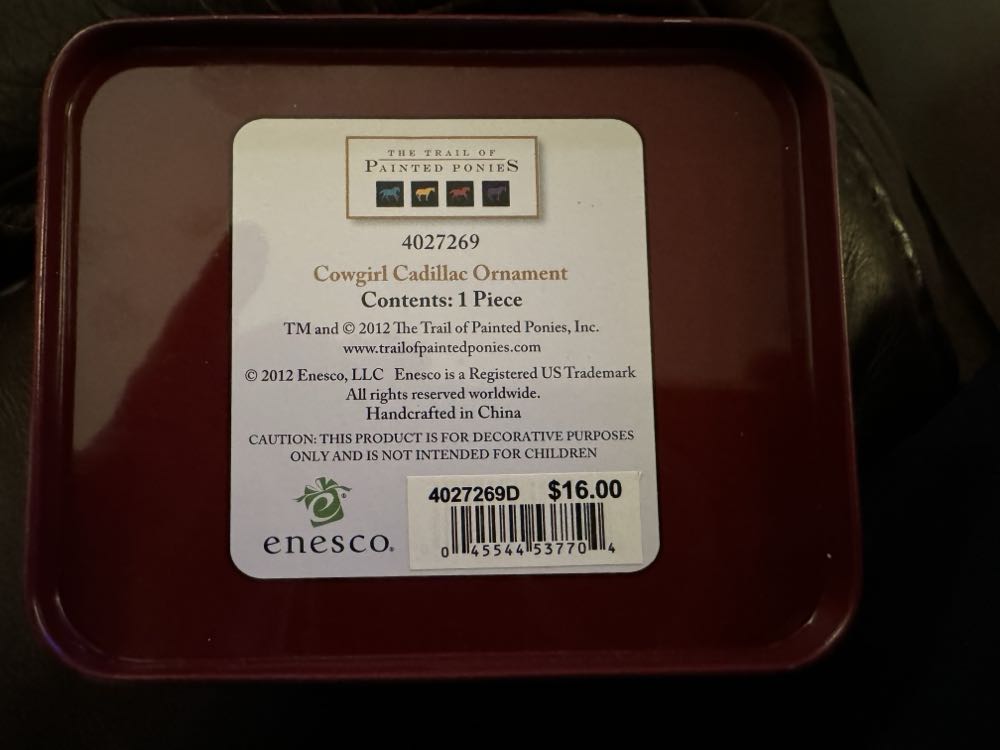 THE TRAIL OF
PAINTED PONIES
4027269
Cowgirl Cadillac Ornament
Contents: 1 Piece
TM and © 2012 The Trail of Painted Ponies, Inc.
www.trailofpaintedponies.com
© 2012 Enesco, LLC Enesco is a Registered US Trademark
All rights reserved worldwide.
Handcrafted in China
CAUTION: THIS PRODUCT IS FOR DECORATIVE PURPOSES
ONLY AND IS NOT INTENDED FOR CHILDREN
e®
enesco®
4027269D $16.00
0 45544 53770 4